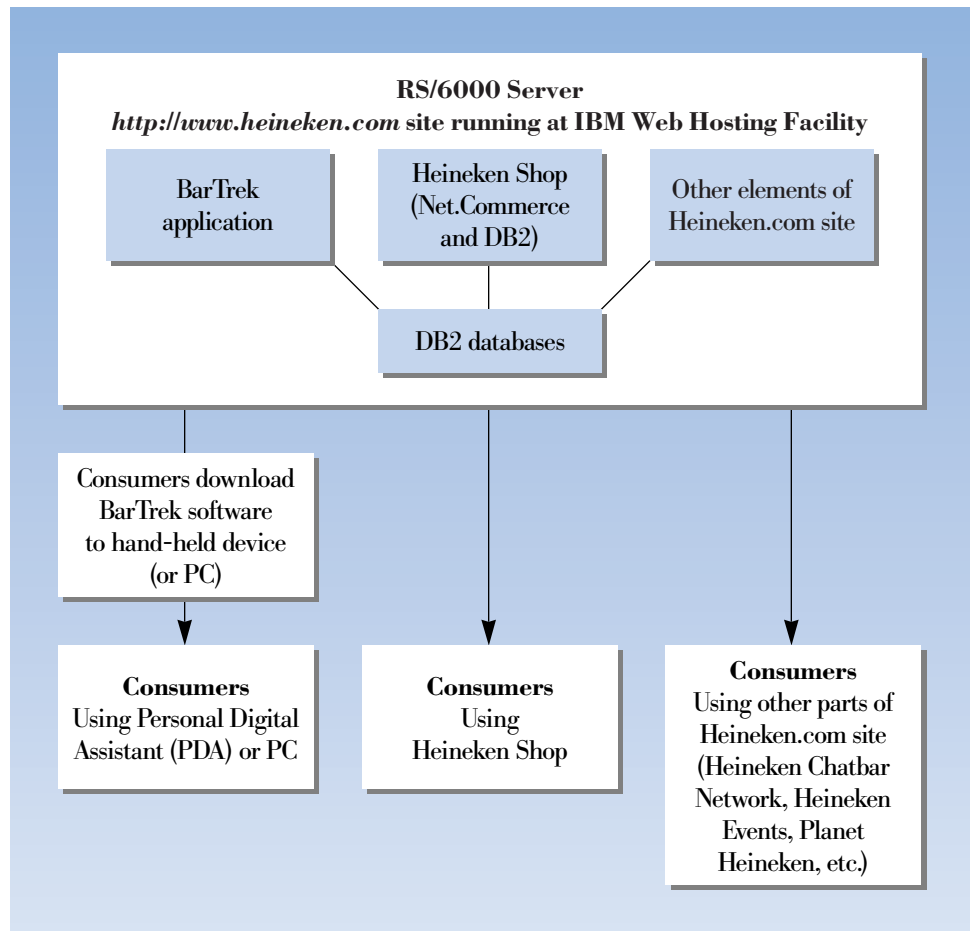 RS/6000 Server
http://www.heineken.com site running at IBM Web Hosting Facility
BarTrek
application
Heineken Shop
(Net.Commerce
and DB2)
Other elements of
Heineken.com site
DB2 databases
Consumers download
BarTrek software
to hand-held device
(or PC)
Consumers
Using Personal Digital
Assistant (PDA) or PC
Consumers
Using
Heineken Shop
Consumers
Using other parts of
Heineken.com site
(Heineken Chatbar
Network, Heineken
Events, Planet
Heineken, etc.)